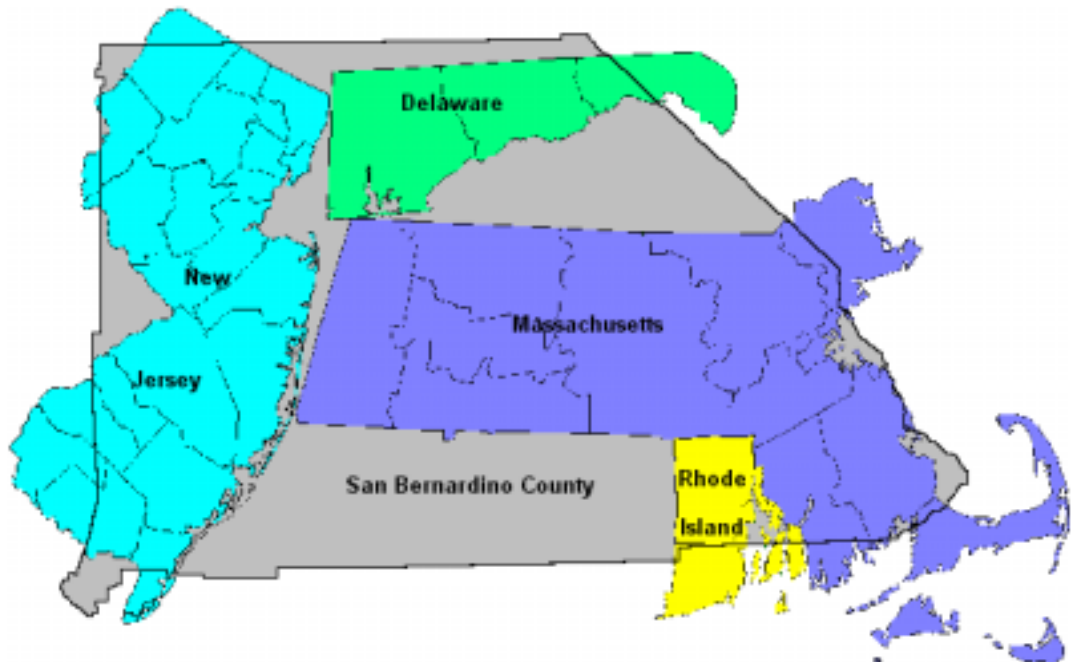 Delaware
New
Jersey
Massachusetts
San Bernardino County
Rhode
Island